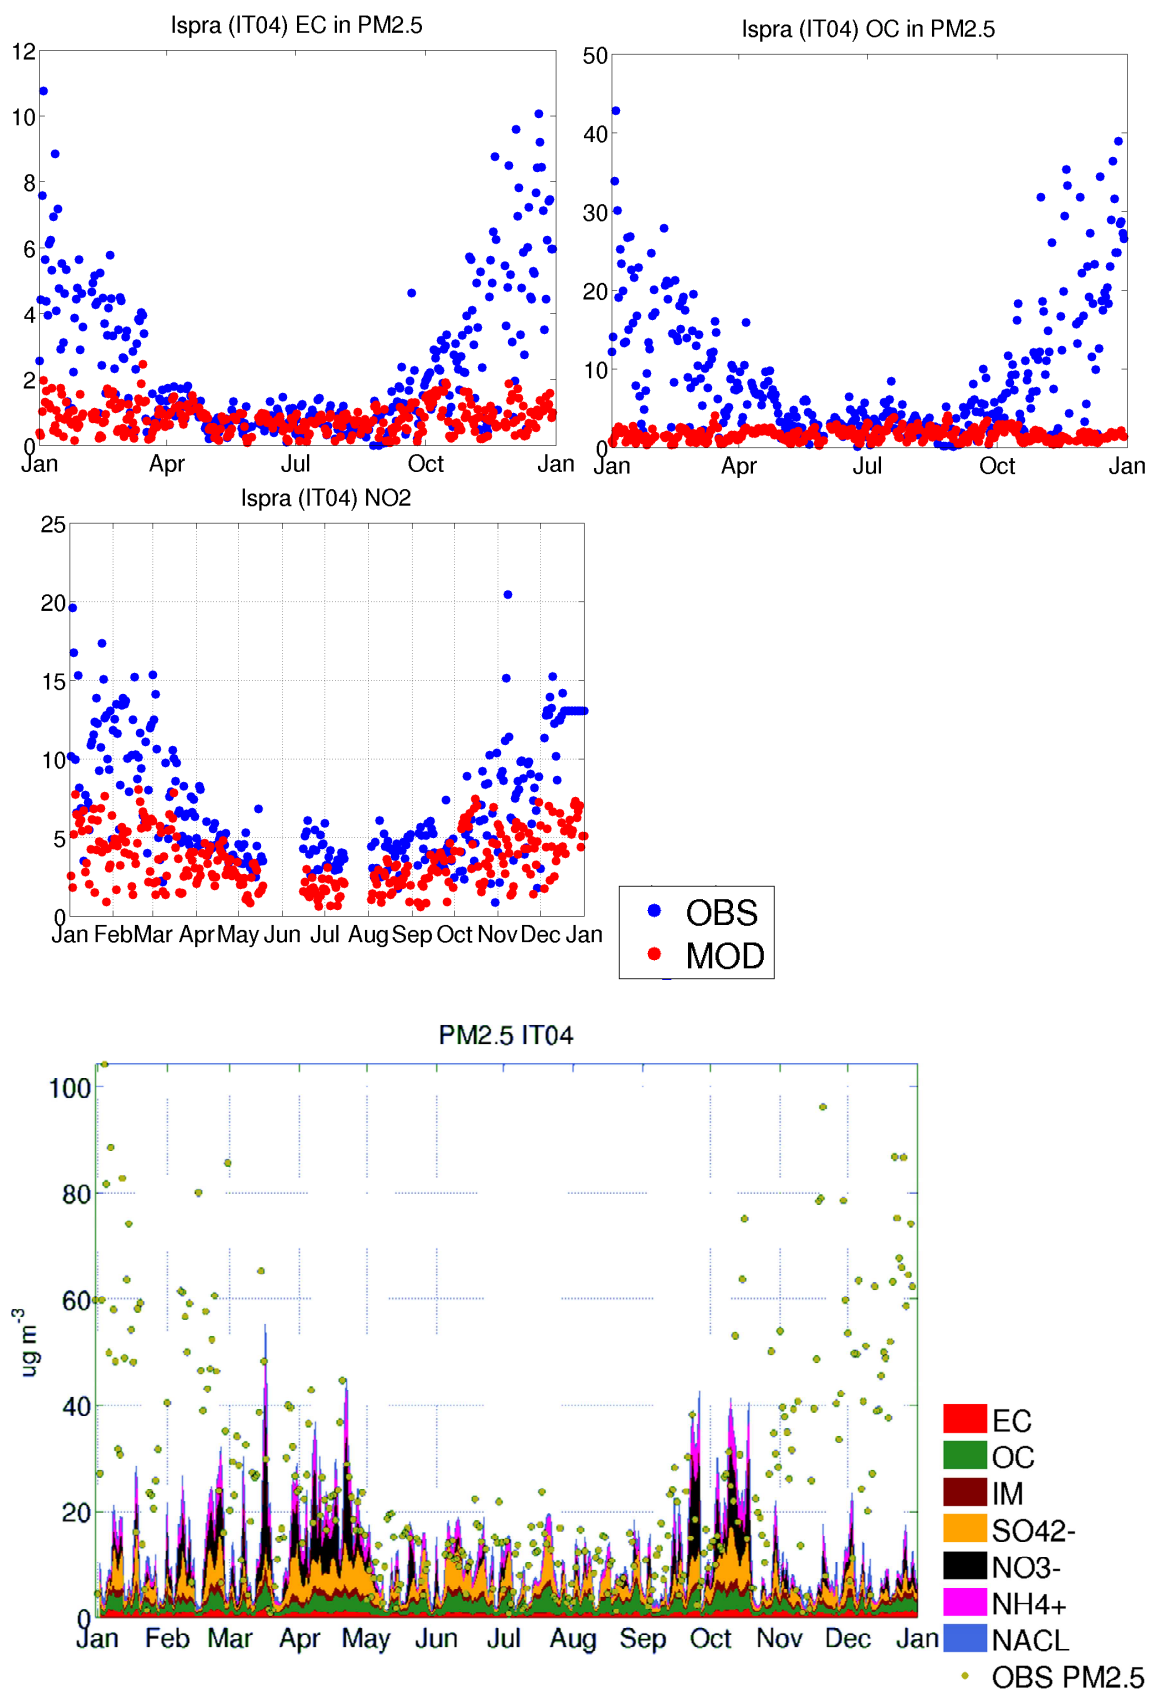 Ispra (IT04) EC in PM2.5
12
10
8
6
4
2
0
Jan Apr Jul Oct Jan
Ispra (IT04) OC in PM2.5
50
40
30
20
10
0
Jan Apr Jul Oct Jan
Ispra (IT04) NO2
25
20
15
10
5
0
Jan Feb Mar Apr May Jun Jul Aug Sep Oct Nov Dec Jan
OBS
MOD
PM2.5 IT04
ug m-3
100
80
60
40
20
0
Jan Feb Mar Apr May Jun Jul Aug Sep Oct Nov Dec Jan
EC
OC
IM
SO42-
NO3-
NH4+
NACL
OBS PM2.5